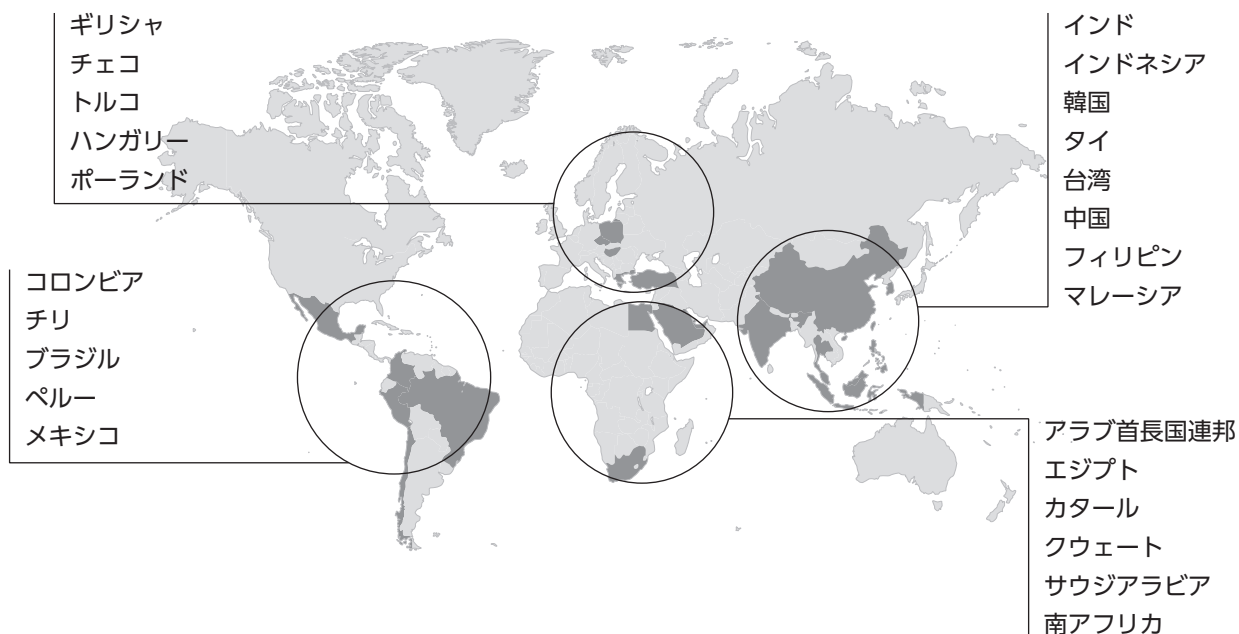 ギリシャ
チェコ
トルコ
ハンガリー
ポーランド
コロンビア
チリ
ブラジル
ペルー
メキシコ
インド
インドネシア
韓国
タイ
台湾
中国
フィリピン
マレーシア
アラブ首長国連邦
エジプト
カタール
クウェート
サウジアラビア
南アフリカ